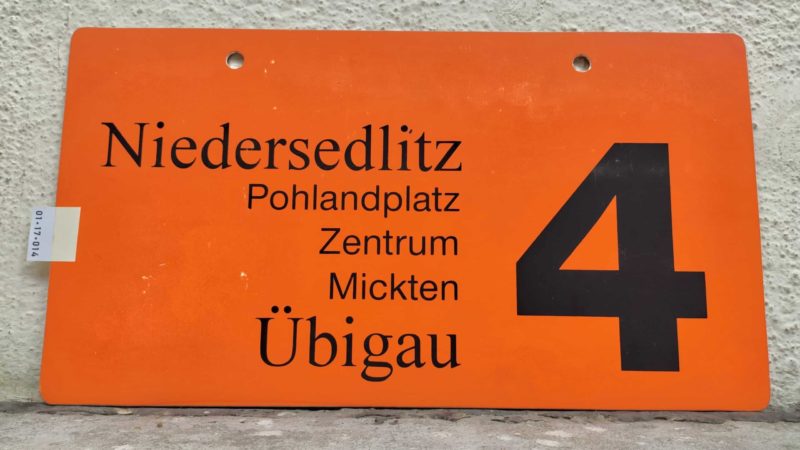 Niedersedlitz
Pohlandplatz
Zentrum
Mickten
Übigau
4
01-17-014